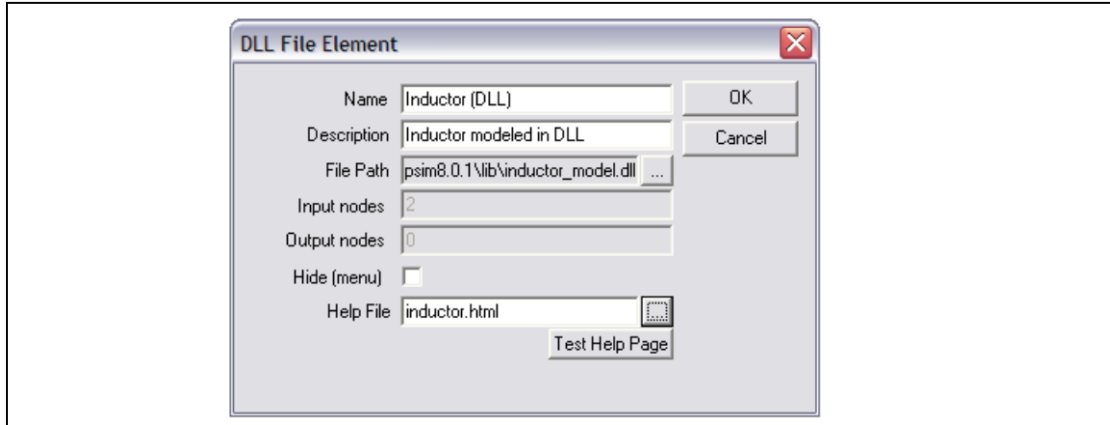 DLL File Element
Name Inductor (DLL) OK
Description Inductor modeled in DLL Cancel
File Path psim8.0.1\lib\inductor_model.dll ...
Input nodes 2
Output nodes 0
Hide (menu)
Help File inductor.html ...
Test Help Page